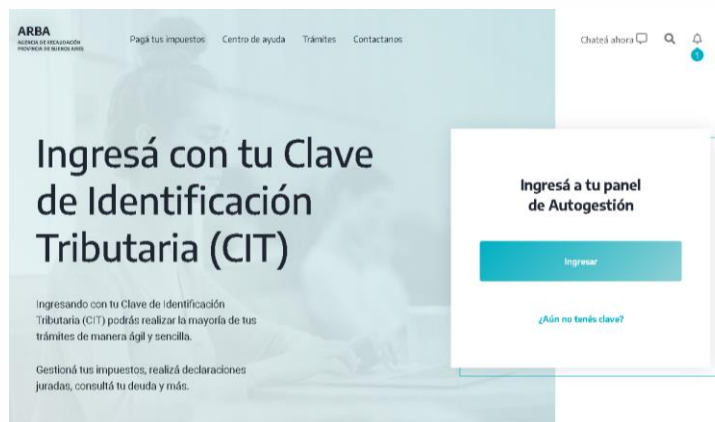 ARBA
AGENCIA DE RECAUDACIÓN
PROVINCIA DE BUENOS AIRES
Pagá tus impuestos Centro de ayuda Trámites Contactanos
Chateá ahora
1
Ingresá con tu Clave
de Identificación
Tributaria (CIT)
Ingresando con tu Clave de Identificación
Tributaria (CIT) podrás realizar la mayoría de tus
trámites de manera ágil y sencilla.
Gestioná tus impuestos, realizá declaraciones
juradas, consultá tu deuda y más.
Ingresá a tu panel
de Autogestión
Ingresar
¿Aún no tenés clave?